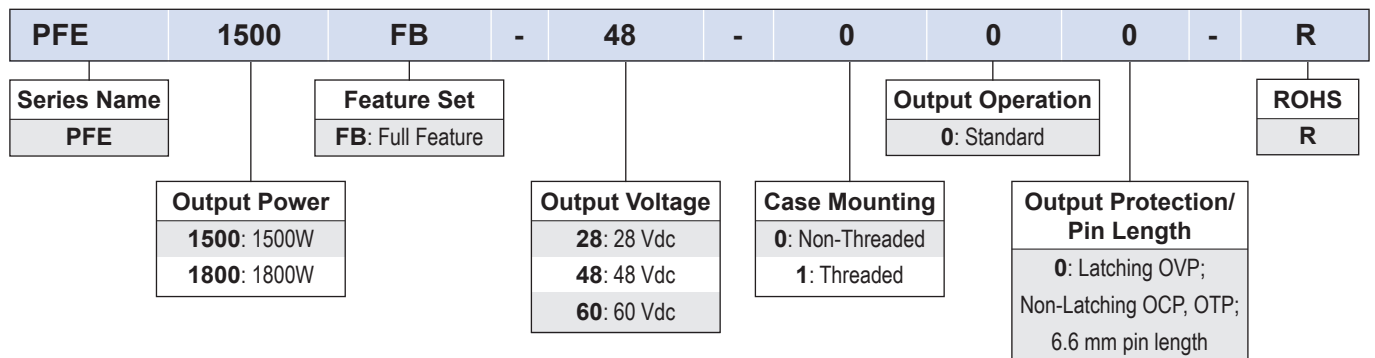 PFE 1500 FB - 48 - 0 0 0 - R
Series Name
PFE
Feature Set
FB: Full Feature
Output Operation
0: Standard
ROHS
R
Output Power
1500: 1500W
1800: 1800W
Output Voltage
28: 28 Vdc
48: 48 Vdc
60: 60 Vdc
Case Mounting
0: Non-Threaded
1: Threaded
Output Protection/
Pin Length
0: Latching OVP;
Non-Latching OCP, OTP;
6.6 mm pin length